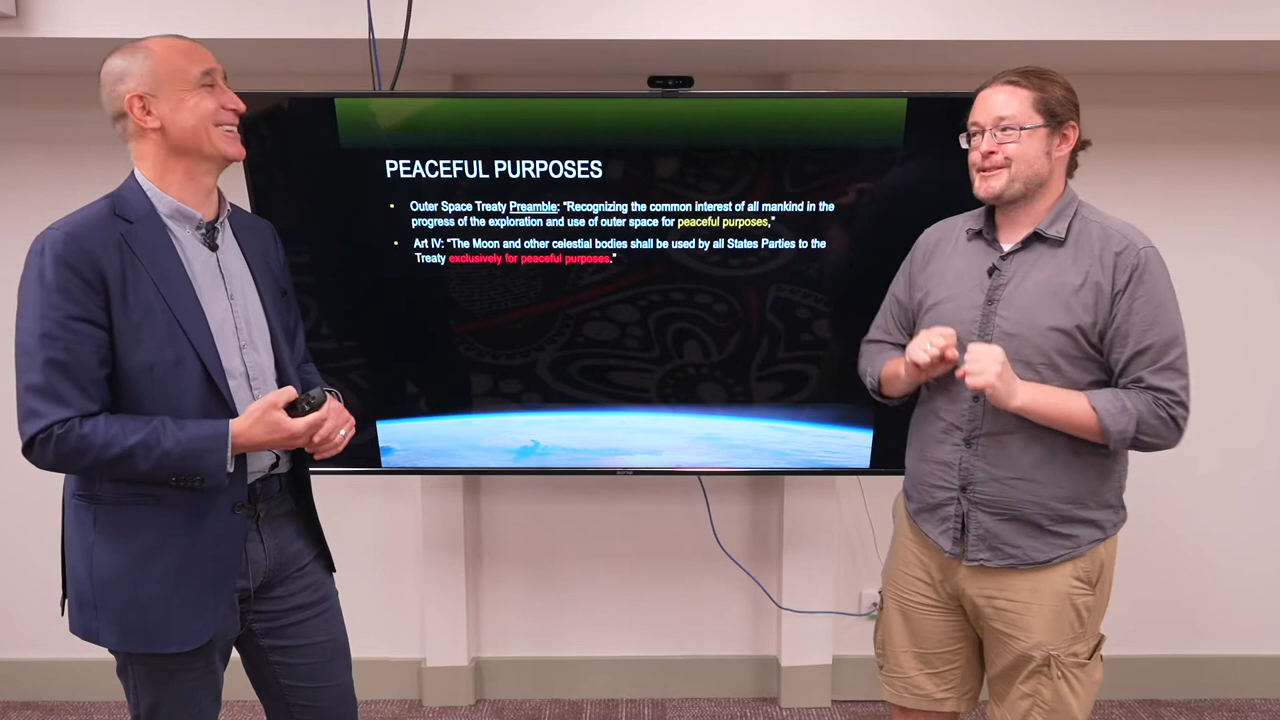 PEACEFUL PURPOSES
• Outer Space Treaty Preamble: “Recognizing the common interest of all mankind in the
progress of the exploration and use of outer space for peaceful purposes,”
• Art IV: “The Moon and other celestial bodies shall be used by all States Parties to the
Treaty exclusively for peaceful purposes.”
SONY